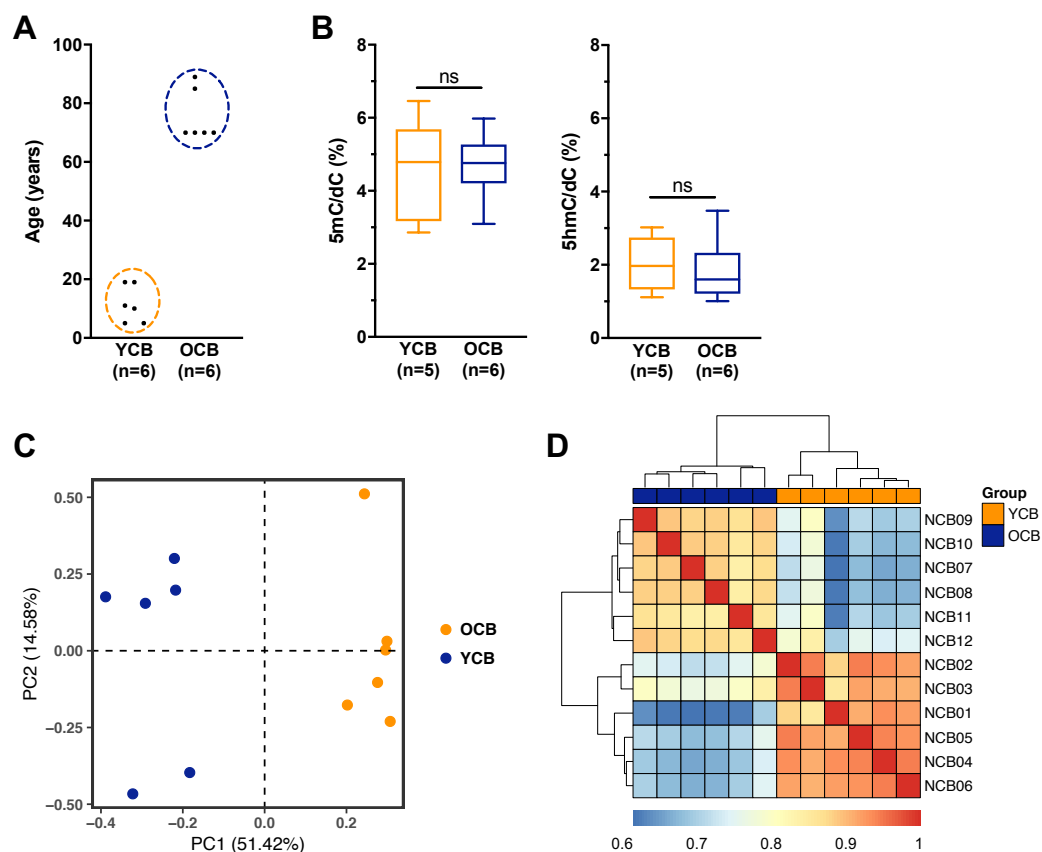 A
Age (years)
100
80
60
40
20
0
YCB
(n=6)
OCB
(n=6)
B
5mC/dC (%)
8
6
4
2
0
ns
YCB
(n=5)
OCB
(n=6)
5hmC/dC (%)
8
6
4
2
0
ns
YCB
(n=5)
OCB
(n=6)
C
PC2 (14.58%)
0.50
0.25
0.00
−0.25
−0.50
−0.4
−0.2
0.0
0.2
PC1 (51.42%)
OCB
YCB
D
Group
YCB
OCB
NCB09
NCB10
NCB07
NCB08
NCB11
NCB12
NCB02
NCB03
NCB01
NCB05
NCB04
NCB06
0.6
0.7
0.8
0.9
1